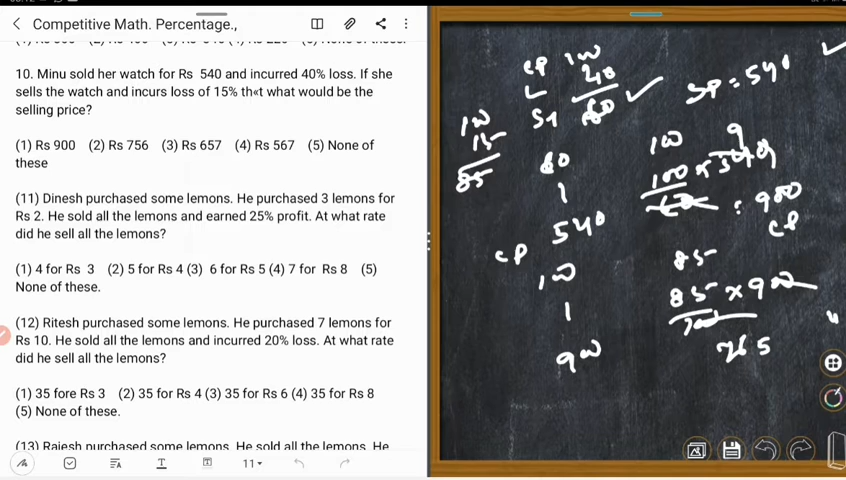 Competitive Math. Percentage.,
10. Minu sold her watch for Rs 540 and incurred 40% loss. If she
sells the watch and incurs loss of 15% th«t what would be the
selling price?
(1) Rs 900 (2) Rs 756 (3) Rs 657 (4) Rs 567 (5) None of
these
(11) Dinesh purchased some lemons. He purchased 3 lemons for
Rs 2. He sold all the lemons and earned 25% profit. At what rate
did he sell all the lemons?
(1) 4 for Rs 3 (2) 5 for Rs 4 (3) 6 for Rs 5 (4) 7 for Rs 8 (5)
None of these.
(12) Ritesh purchased some lemons. He purchased 7 lemons for
Rs 10. He sold all the lemons and incurred 20% loss. At what rate
did he sell all the lemons?
(1) 35 fore Rs 3 (2) 35 for Rs 4 (3) 35 for Rs 6 (4) 35 for Rs 8
(5) None of these.
(13) Rajesh purchased some lemons. He sold all the lemons. He
11
CP 100
40
60
SP = 540
100
15
85
60
1
540
CP
100
1
900
100
9
100 × 540
: 900
CP
85
85 × 900
100
765